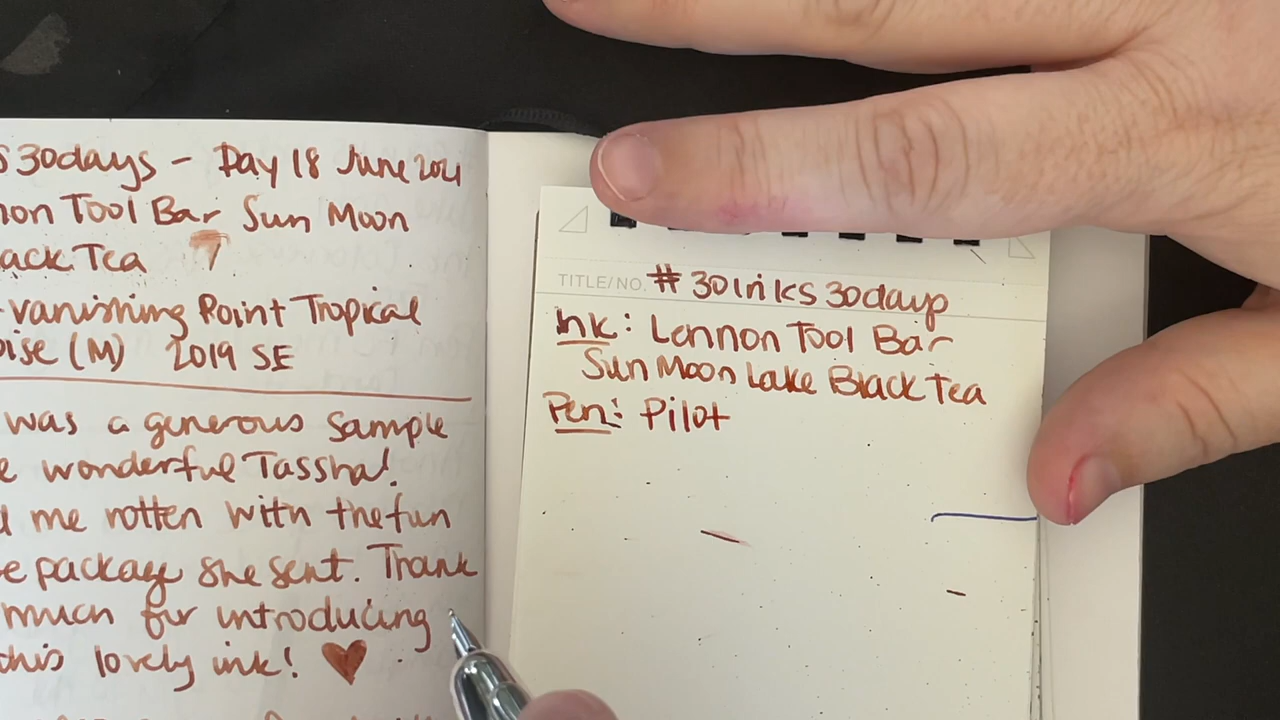 s 30days - Day 18 June 2021
non Tool Bar Sun Moon
ack Tea
- vanishing Point Tropical
oise (M) 2019 SE
was a generous sample
e wonderful Tassha!
d me rotten with the fun
e package she sent. Thank
much for introducing
this lovely ink! ♥
TITLE/NO. #30inks30days
Ink: Lennon Tool Bar
Sun Moon Lake Black Tea
Pen: Pilot